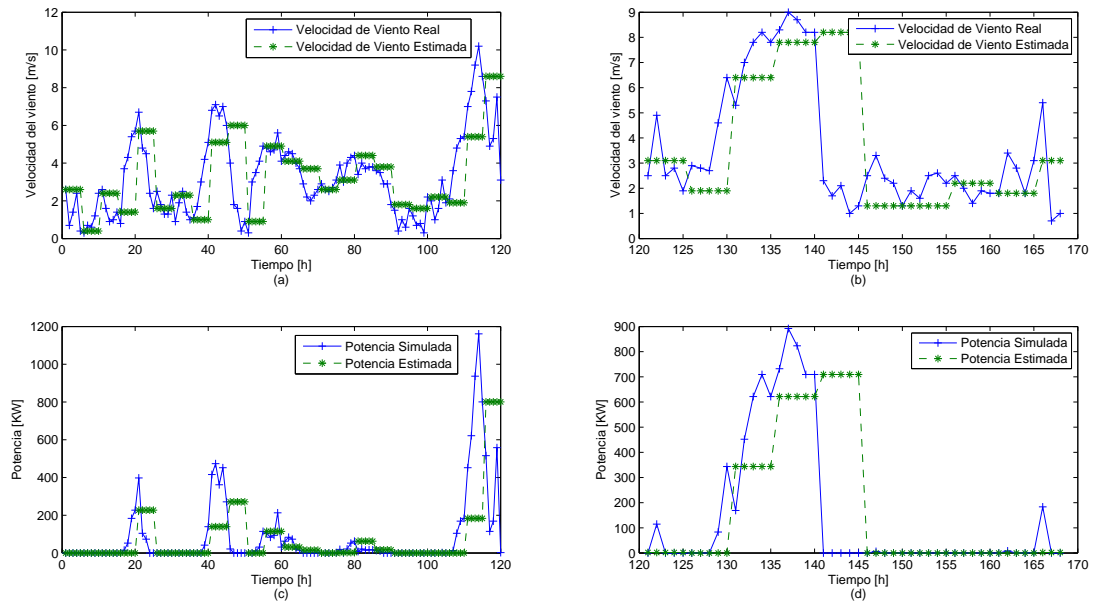 Velocidad de Viento Real
Velocidad de Viento Estimada
Velocidad del viento [m/s]
12
10
8
6
4
2
0
0 20 40 60 80 100 120
Tiempo [h]
(a)
Velocidad de Viento Real
Velocidad de Viento Estimada
Velocidad del viento [m/s]
9
8
7
6
5
4
3
2
1
0
120 125 130 135 140 145 150 155 160 165 170
Tiempo [h]
(b)
Potencia Simulada
Potencia Estimada
Potencia [KW]
1200
1000
800
600
400
200
0
0 20 40 60 80 100 120
Tiempo [h]
(c)
Potencia Simulada
Potencia Estimada
Potencia [KW]
900
800
700
600
500
400
300
200
100
0
120 125 130 135 140 145 150 155 160 165 170
Tiempo [h]
(d)